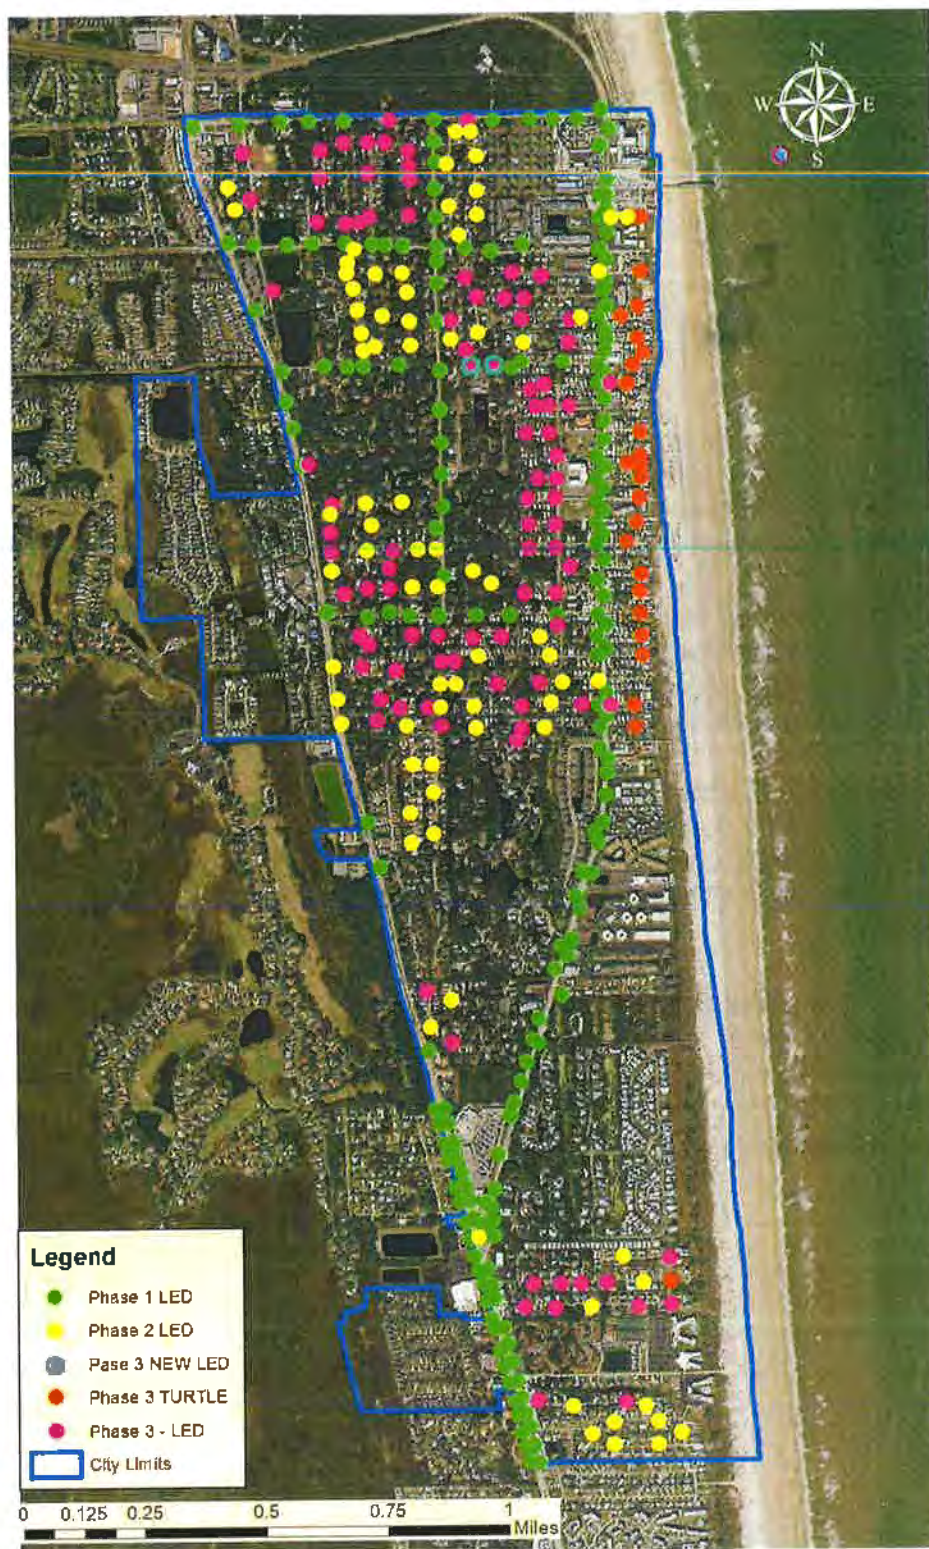 N
W E
S
Legend
Phase 1 LED
Phase 2 LED
Pase 3 NEW LED
Phase 3 TURTLE
Phase 3 - LED
City Limits
0 0.125 0.25 0.5 0.75 1
Miles